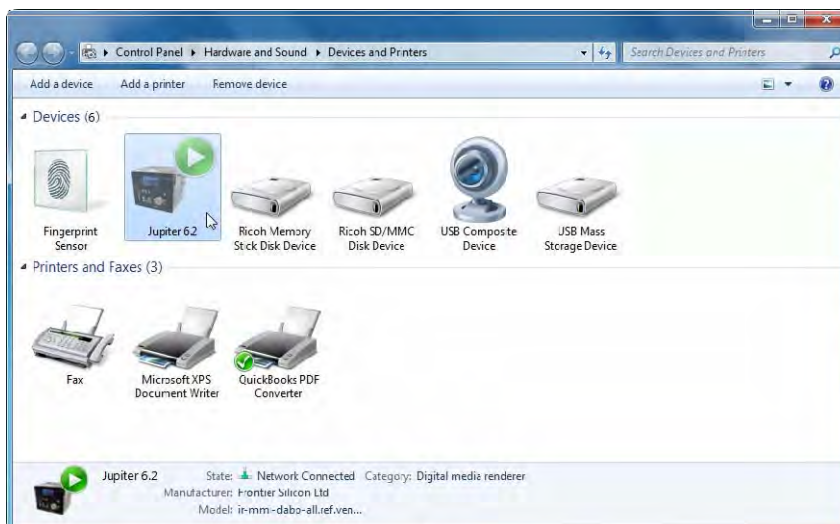 Control Panel ▸ Hardware and Sound ▸ Devices and Printers
Search Devices and Printers
Add a device Add a printer Remove device
Devices (6)
Fingerprint Sensor
Jupiter 6.2
Ricoh Memory Stick Disk Device
Ricoh SD/MMC Disk Device
USB Composite Device
USB Mass Storage Device
Printers and Faxes (3)
Fax
Microsoft XPS Document Writer
QuickBooks PDF Converter
Jupiter 6.2 State: Network Connected Category: Digital media renderer
Manufacturer: Frontier Silicon Ltd
Model: ir-mmi-dabo-all.ref.ven...